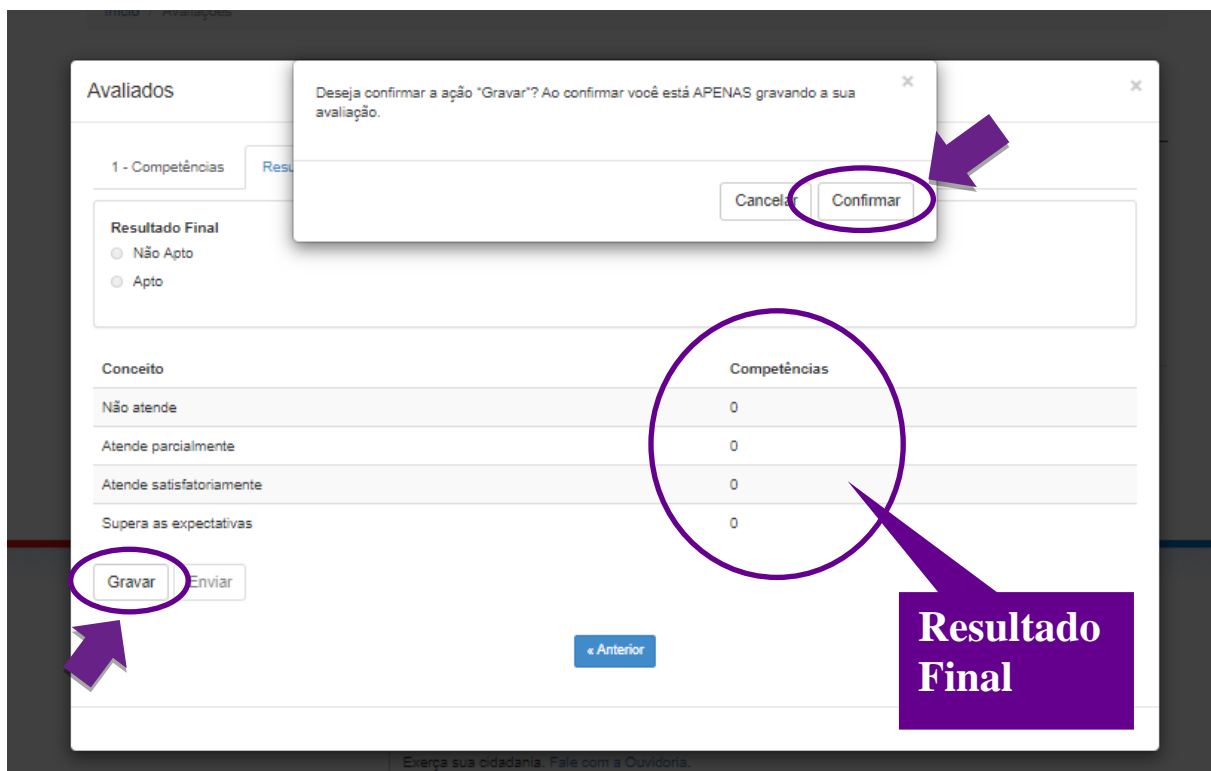 Início / Avaliações
Avaliados
×
Deseja confirmar a ação "Gravar"? Ao confirmar você está APENAS gravando a sua
avaliação.
×
Cancelar
Confirmar
1 - Competências
Resu
Resultado Final
Não Apto
Apto
Conceito
Competências
Não atende
0
Atende parcialmente
0
Atende satisfatoriamente
0
Supera as expectativas
0
Gravar
Enviar
« Anterior
Resultado
Final
Exerça sua cidadania. Fale com a Ouvidoria.